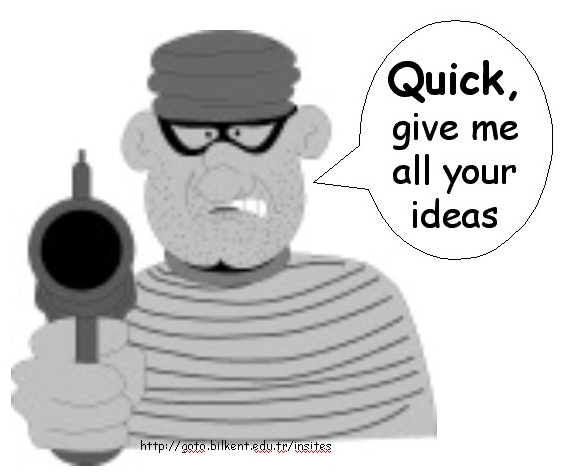 Quick,
give me
all your
ideas
http://goto.bilkent.edu.tr/insites